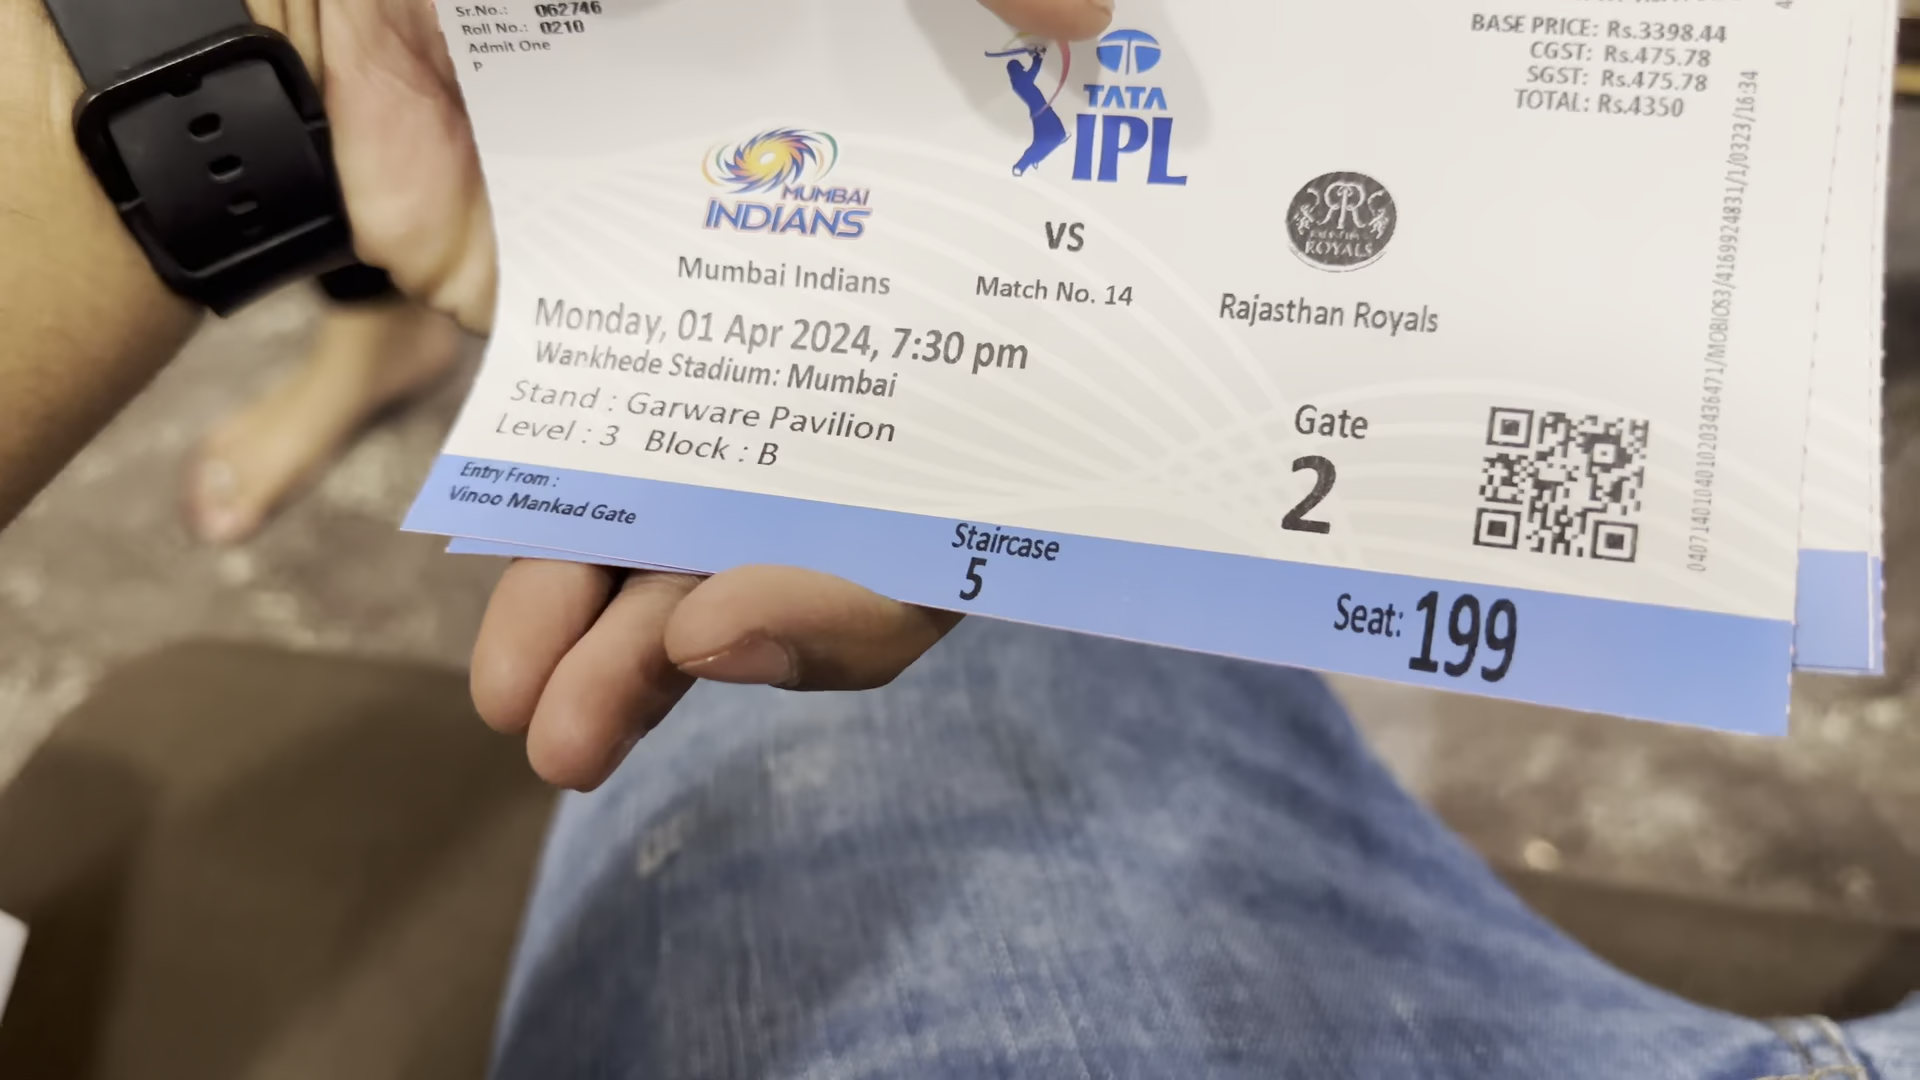 Sr.No.: 062746
Roll No.: 0210
Admit One
P
BASE PRICE: Rs.3398.44
CGST: Rs.475.78
SGST: Rs.475.78
TOTAL: Rs.4350
TATA
IPL
MUMBAI
INDIANS
ROYALS
VS
Mumbai Indians
Match No. 14
Rajasthan Royals
Monday, 01 Apr 2024, 7:30 pm
Wankhede Stadium: Mumbai
Stand : Garware Pavilion
Level : 3 Block : B
Gate
2
Entry From :
Vinoo Mankad Gate
Staircase
5
Seat: 199